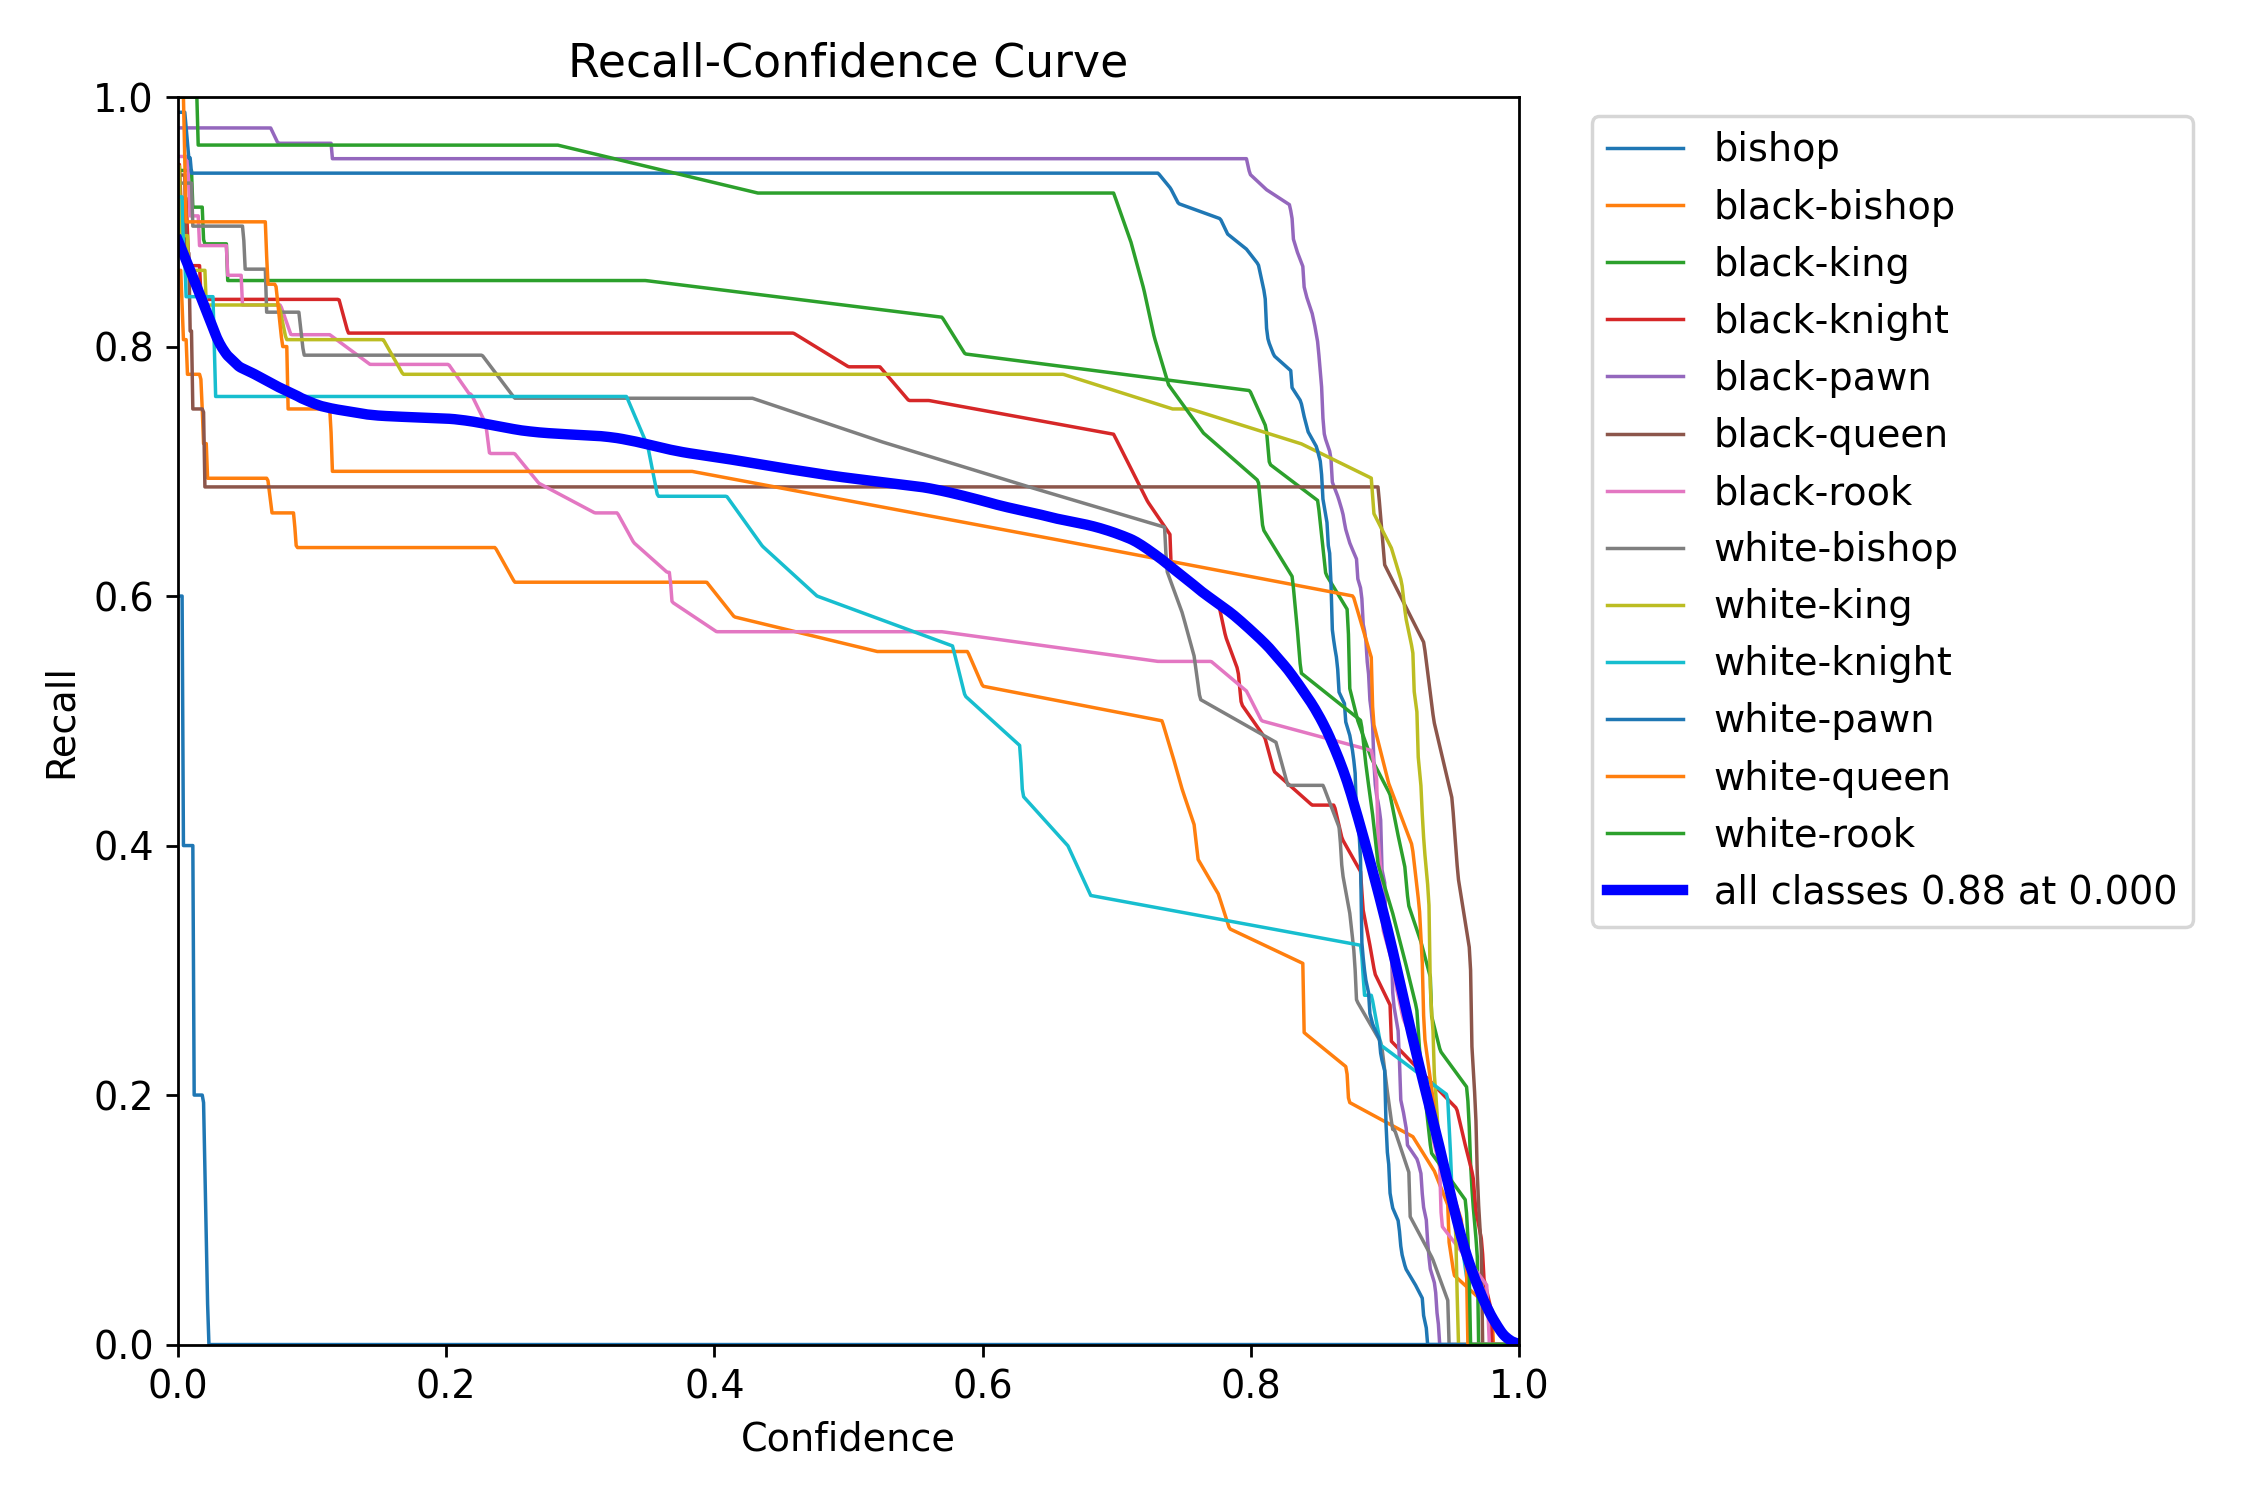 Recall-Confidence Curve
1.0
0.8
0.6
0.4
0.2
0.0
Recall
0.0 0.2 0.4 0.6 0.8 1.0
Confidence
bishop
black-bishop
black-king
black-knight
black-pawn
black-queen
black-rook
white-bishop
white-king
white-knight
white-pawn
white-queen
white-rook
all classes 0.88 at 0.000